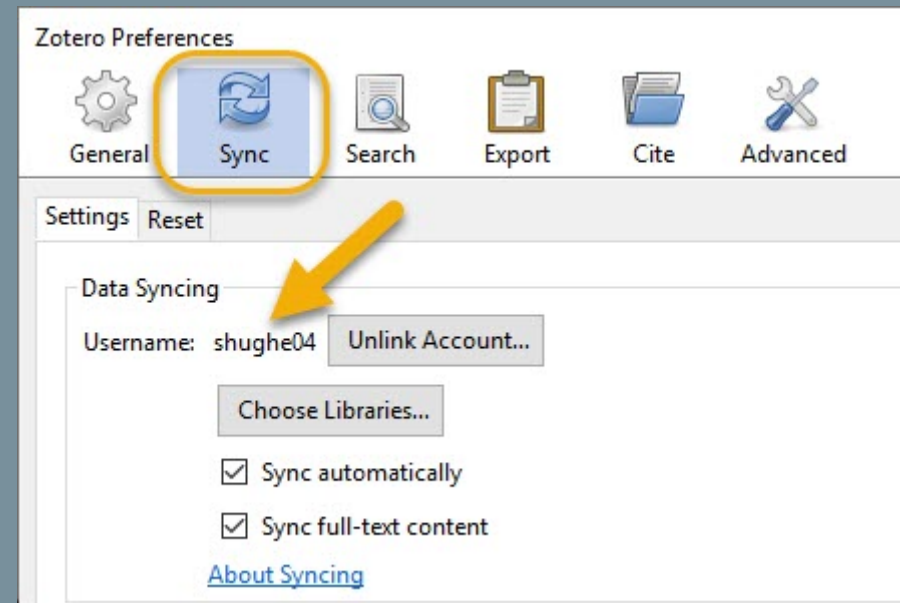 Zotero Preferences
General Sync Search Export Cite Advanced
Settings Reset
Data Syncing
Username: shughe04 Unlink Account...
Choose Libraries...
Sync automatically
Sync full-text content
About Syncing